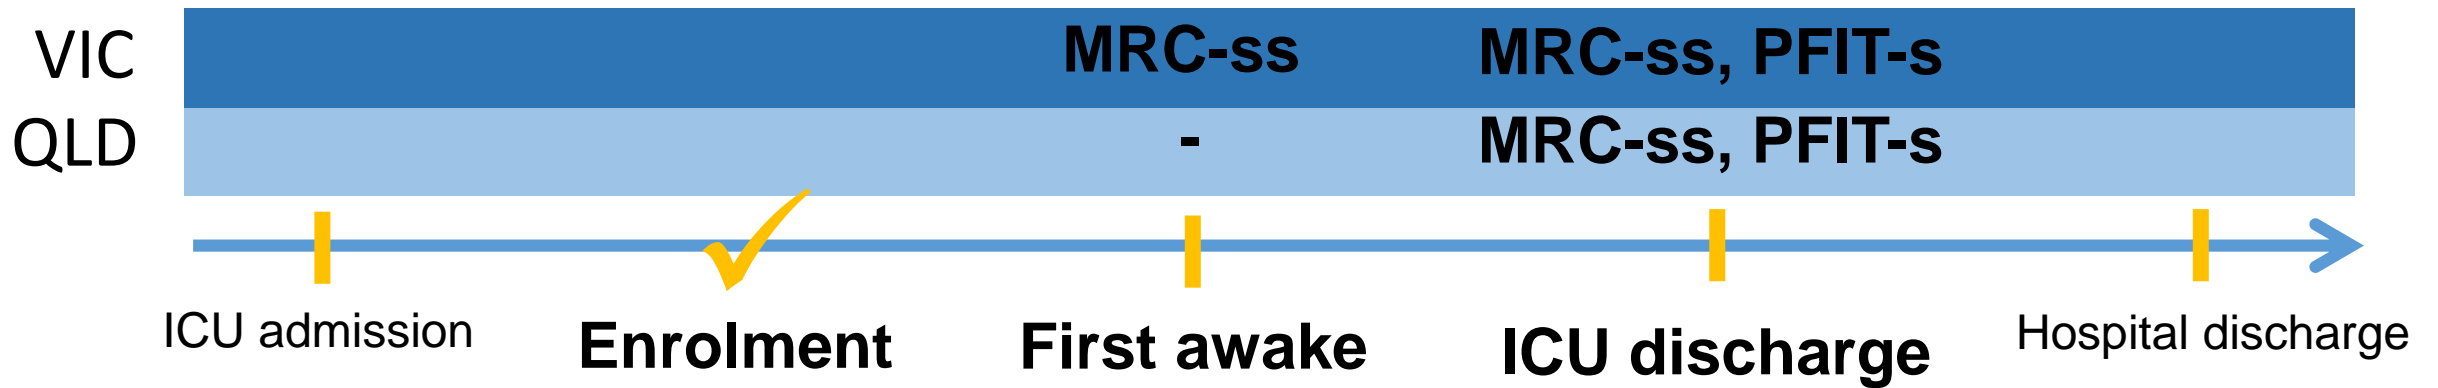 VIC MRC-ss MRC-ss, PFIT-s
QLD - MRC-ss, PFIT-s
ICU admission Enrolment First awake ICU discharge Hospital discharge